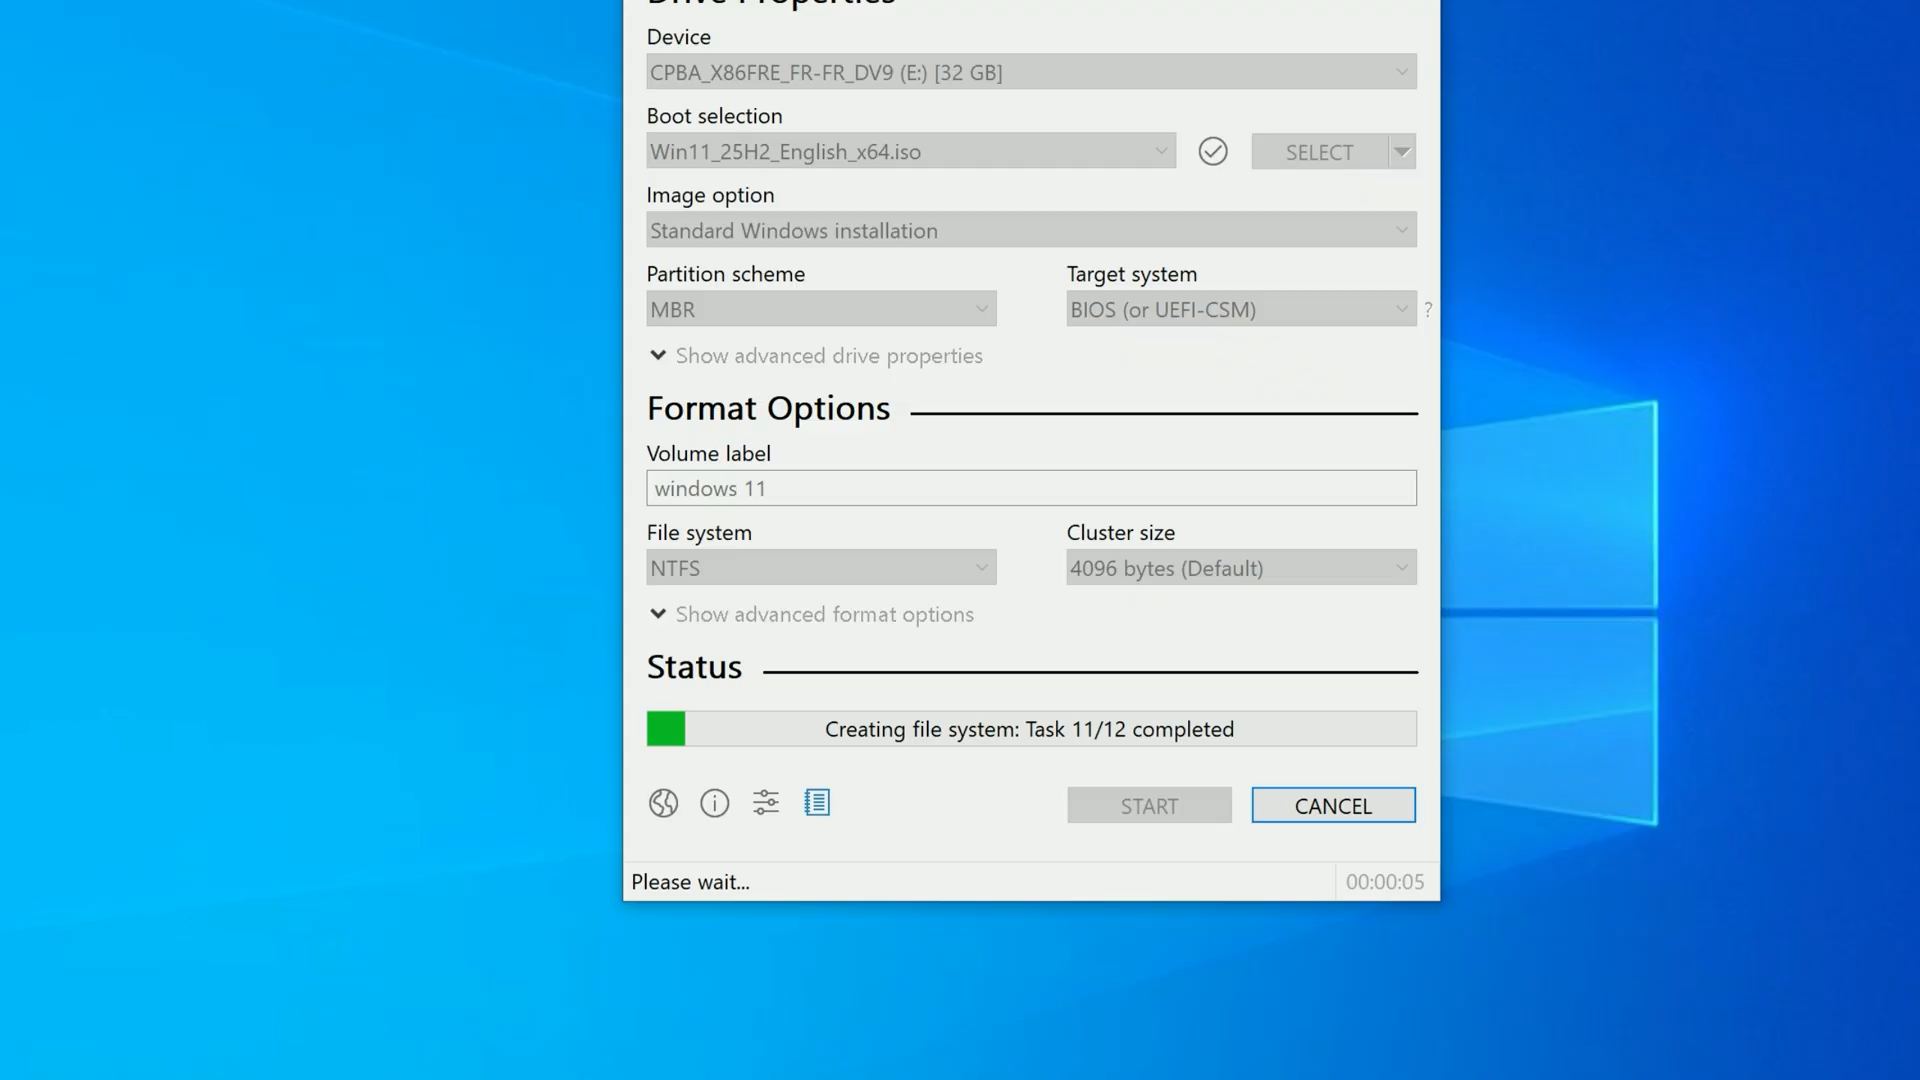 Drive Properties
Device
CPBA_X86FRE_FR-FR_DV9 (E:) [32 GB]
Boot selection
Win11_25H2_English_x64.iso
SELECT
Image option
Standard Windows installation
Partition scheme
Target system
MBR
BIOS (or UEFI-CSM)
?
Show advanced drive properties
Format Options
Volume label
windows 11
File system
Cluster size
NTFS
4096 bytes (Default)
Show advanced format options
Status
Creating file system: Task 11/12 completed
START
CANCEL
Please wait...
00:00:05